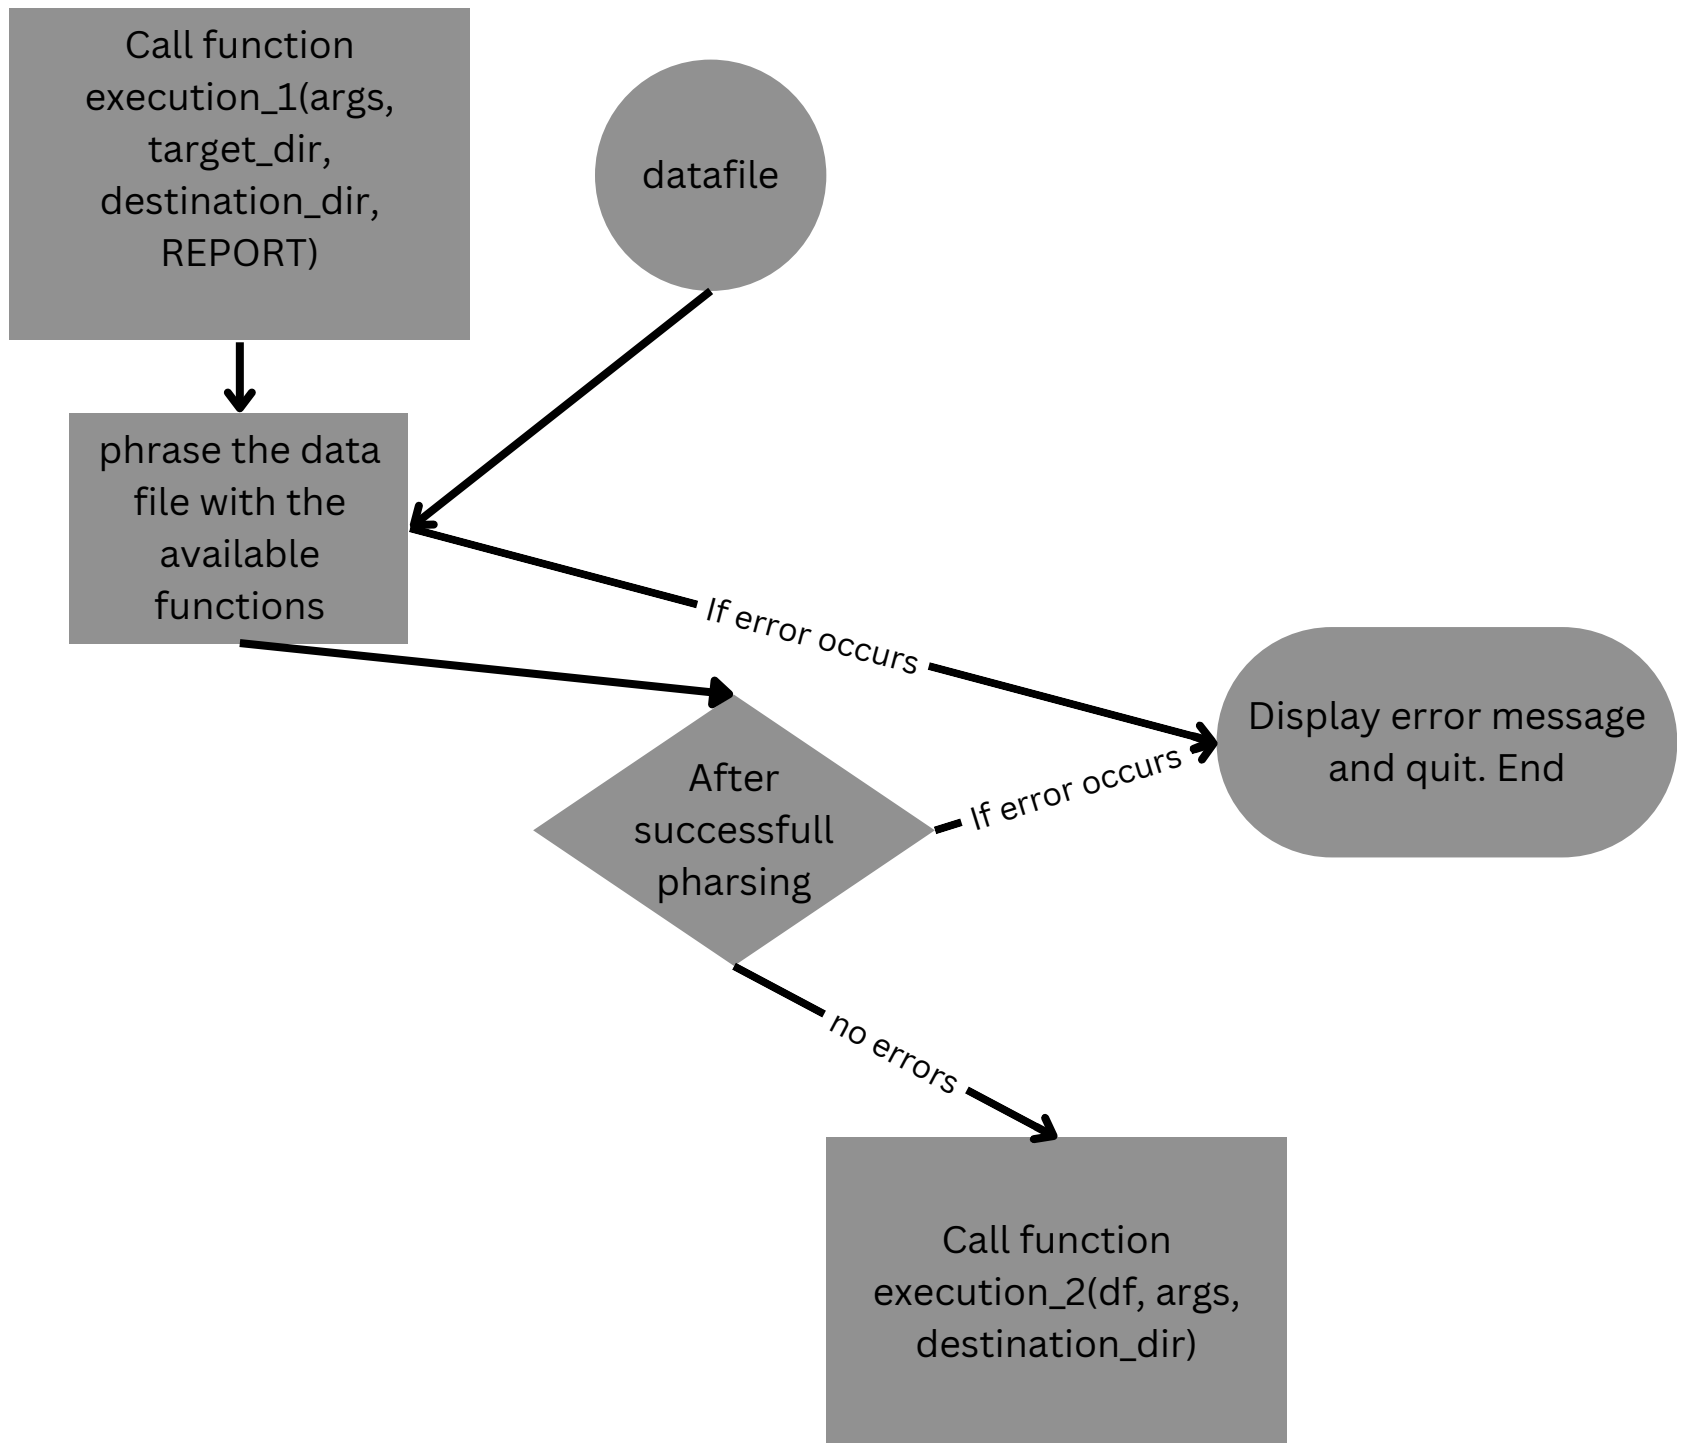 Call function
execution_1(args,
target_dir,
destination_dir,
REPORT)
datafile
phrase the data
file with the
available
functions
If error occurs
Display error message
and quit. End
After
successfull
pharsing
If error occurs
no errors
Call function
execution_2(df, args,
destination_dir)